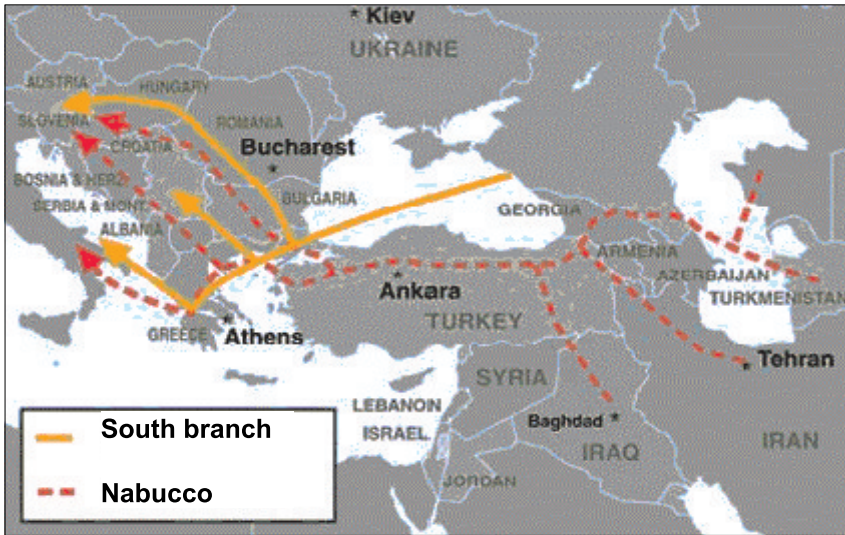 Kiev
UKRAINE
AUSTRIA
HUNGARY
SLOVENIA
ROMANIA
CROATIA
Bucharest
BOSNIA & HERZ.
BULGARIA
SERBIA & MONT.
GEORGIA
ALBANIA
ARMENIA
AZERBAIJAN
Ankara
TURKMENISTAN
TURKEY
GREECE
Athens
Tehran
SYRIA
LEBANON
Baghdad
ISRAEL
IRAQ
IRAN
JORDAN
South branch
Nabucco